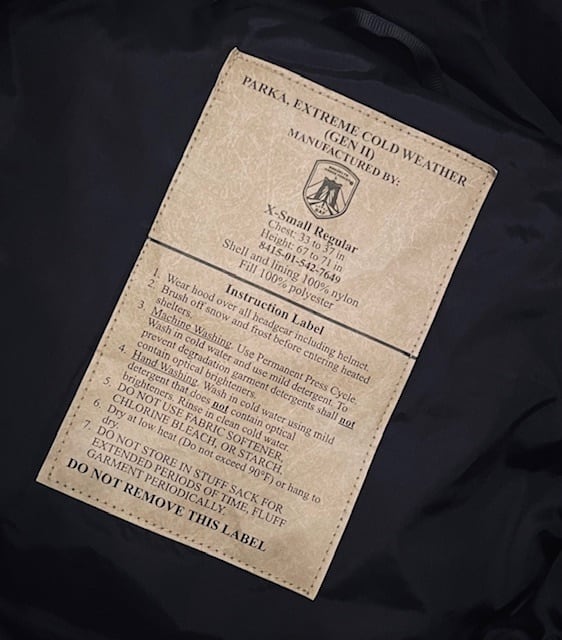 PARKA, EXTREME COLD WEATHER
(GEN II)
MANUFACTURED BY:
X-Small Regular
Chest: 33 to 37 in
Height: 67 to 71 in
8415-01-542-7649
Shell and lining 100% nylon
Fill 100% polyester
Instruction Label
1. Wear hood over all headgear including helmet.
2. Brush off snow and frost before entering heated
shelters.
3. Machine Washing. Use Permanent Press Cycle.
Wash in cold water and use mild detergent. To
prevent degradation garment detergents shall not
contain optical brighteners.
4. Hand Washing. Wash in cold water using mild
detergent that does not contain optical
brighteners. Rinse in clean cold water.
5. DO NOT USE FABRIC SOFTENER,
CHLORINE BLEACH, OR STARCH.
6. Dry at low heat (Do not exceed 90°F) or hang to
dry.
7. DO NOT STORE IN STUFF SACK FOR
EXTENDED PERIODS OF TIME, FLUFF
GARMENT PERIODICALLY.
DO NOT REMOVE THIS LABEL